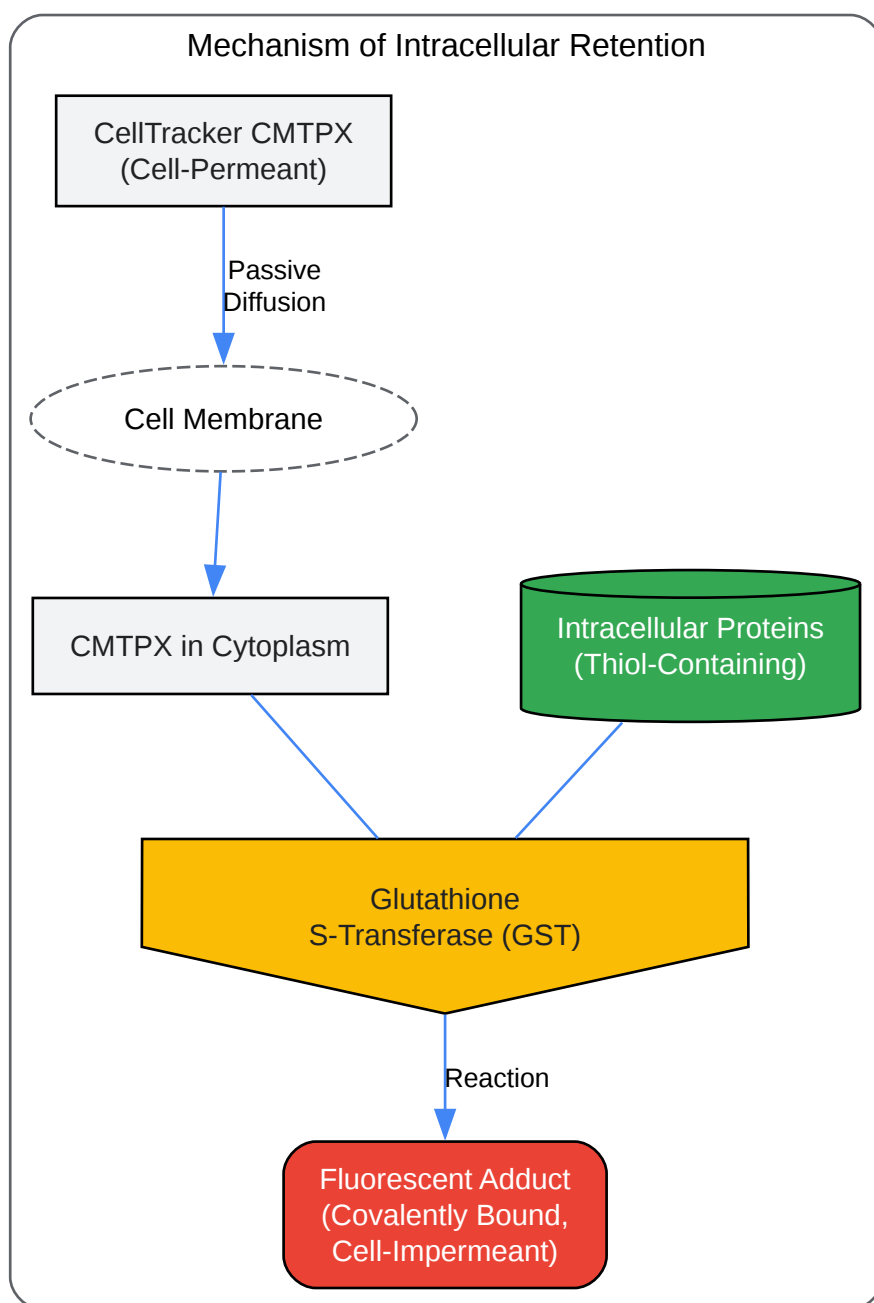 Mechanism of Intracellular Retention
CellTracker CMTPX
(Cell-Permeant)
Passive
Diffusion
Cell Membrane
CMTPX in Cytoplasm
Intracellular Proteins
(Thiol-Containing)
Glutathione
S-Transferase (GST)
Reaction
Fluorescent Adduct
(Covalently Bound,
Cell-Impermeant)